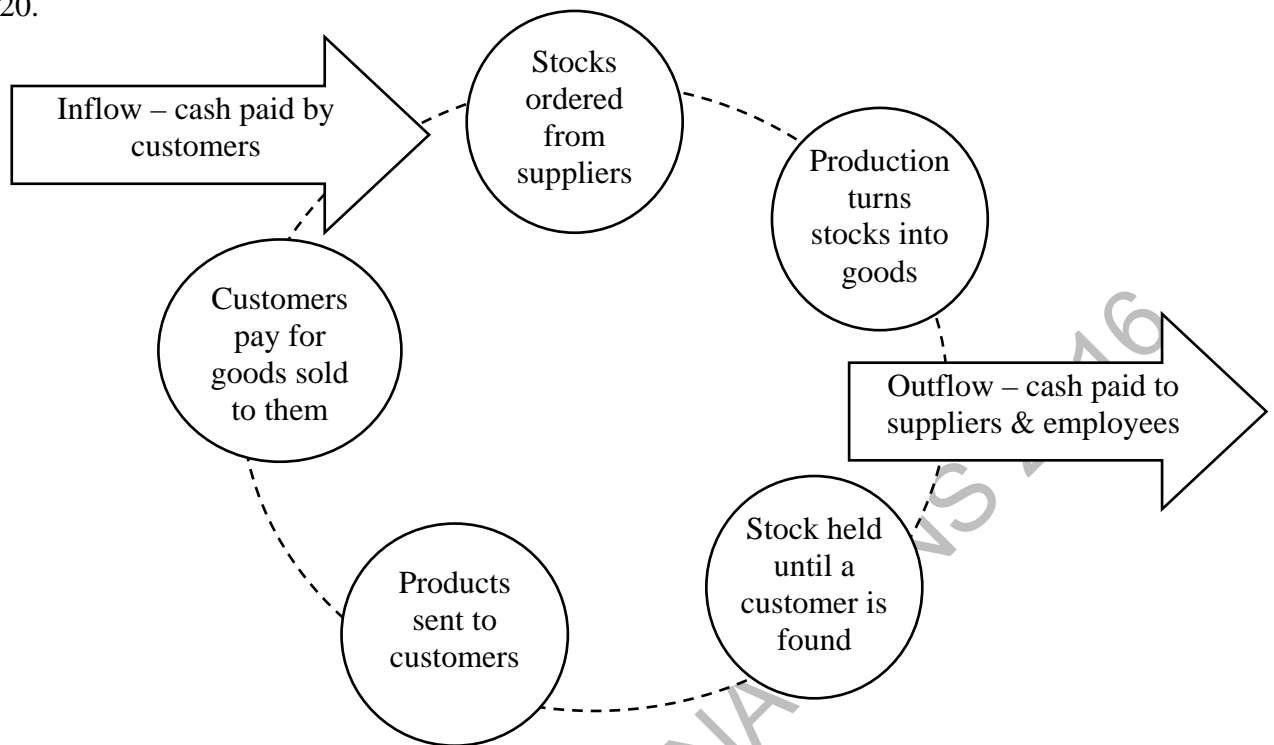 20.
Inflow – cash paid by
customers
Stocks
ordered
from
suppliers
Production
turns
stocks into
goods
Outflow – cash paid to
suppliers & employees
Stock held
until a
customer is
found
Products
sent to
customers
Customers
pay for
goods sold
to them